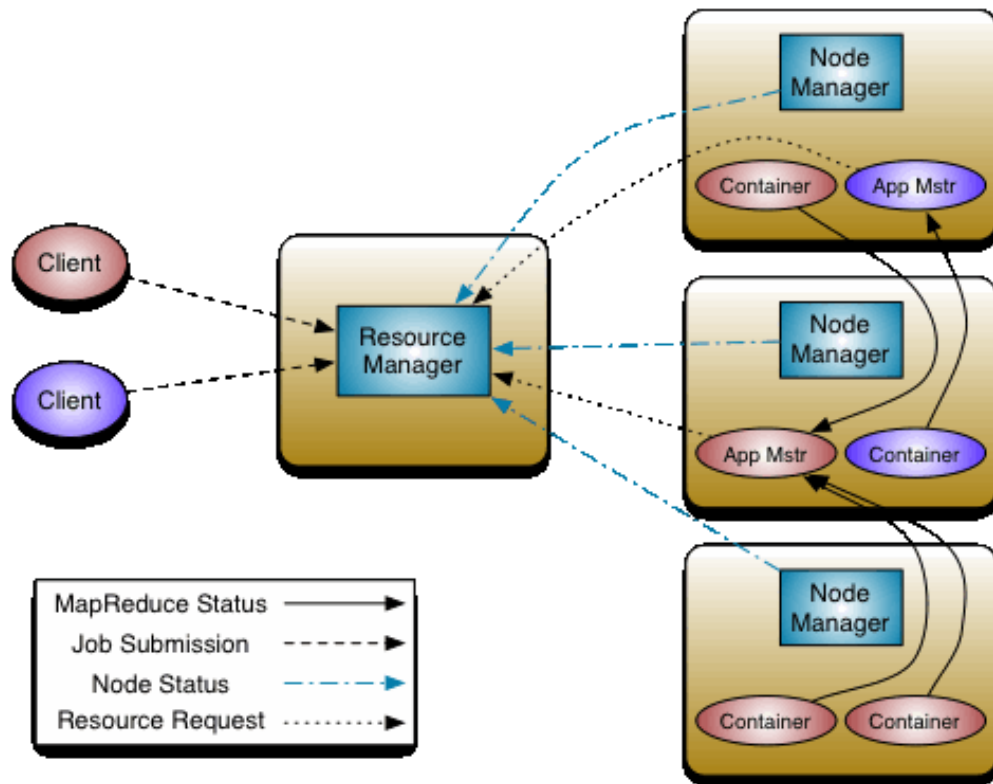 Node
Manager
Container
App Mstr
Client
Client
Resource
Manager
Node
Manager
App Mstr
Container
Node
Manager
Container
Container
MapReduce Status
Job Submission
Node Status
Resource Request